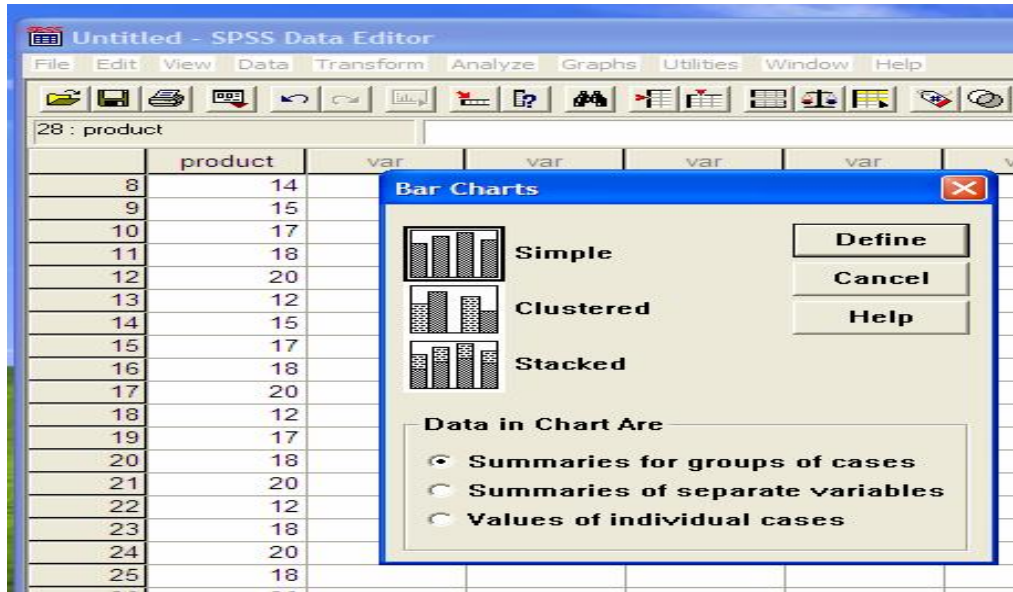 Untitled - SPSS Data Editor
File Edit View Data Transform Analyze Graphs Utilities Window Help
28 : product
product var var var var
8 14
9 15
10 17
11 18
12 20
13 12
14 15
15 17
16 18
17 20
18 12
19 17
20 18
21 20
22 12
23 18
24 20
25 18
Bar Charts
Simple
Clustered
Stacked
Define
Cancel
Help
Data in Chart Are
Summaries for groups of cases
Summaries of separate variables
Values of individual cases